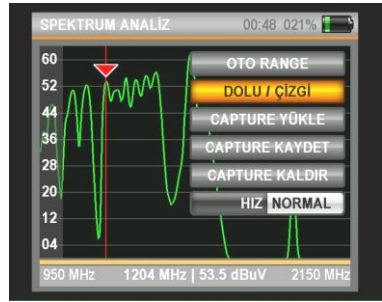 SPEKTRUM ANALİZ 00:48 021%
60
52
44
36
28
20
12
04
OTO RANGE
DOLU / ÇİZGİ
CAPTURE YÜKLE
CAPTURE KAYDET
CAPTURE KALDIR
HIZ NORMAL
950 MHz 1204 MHz | 53.5 dBuV 2150 MHz